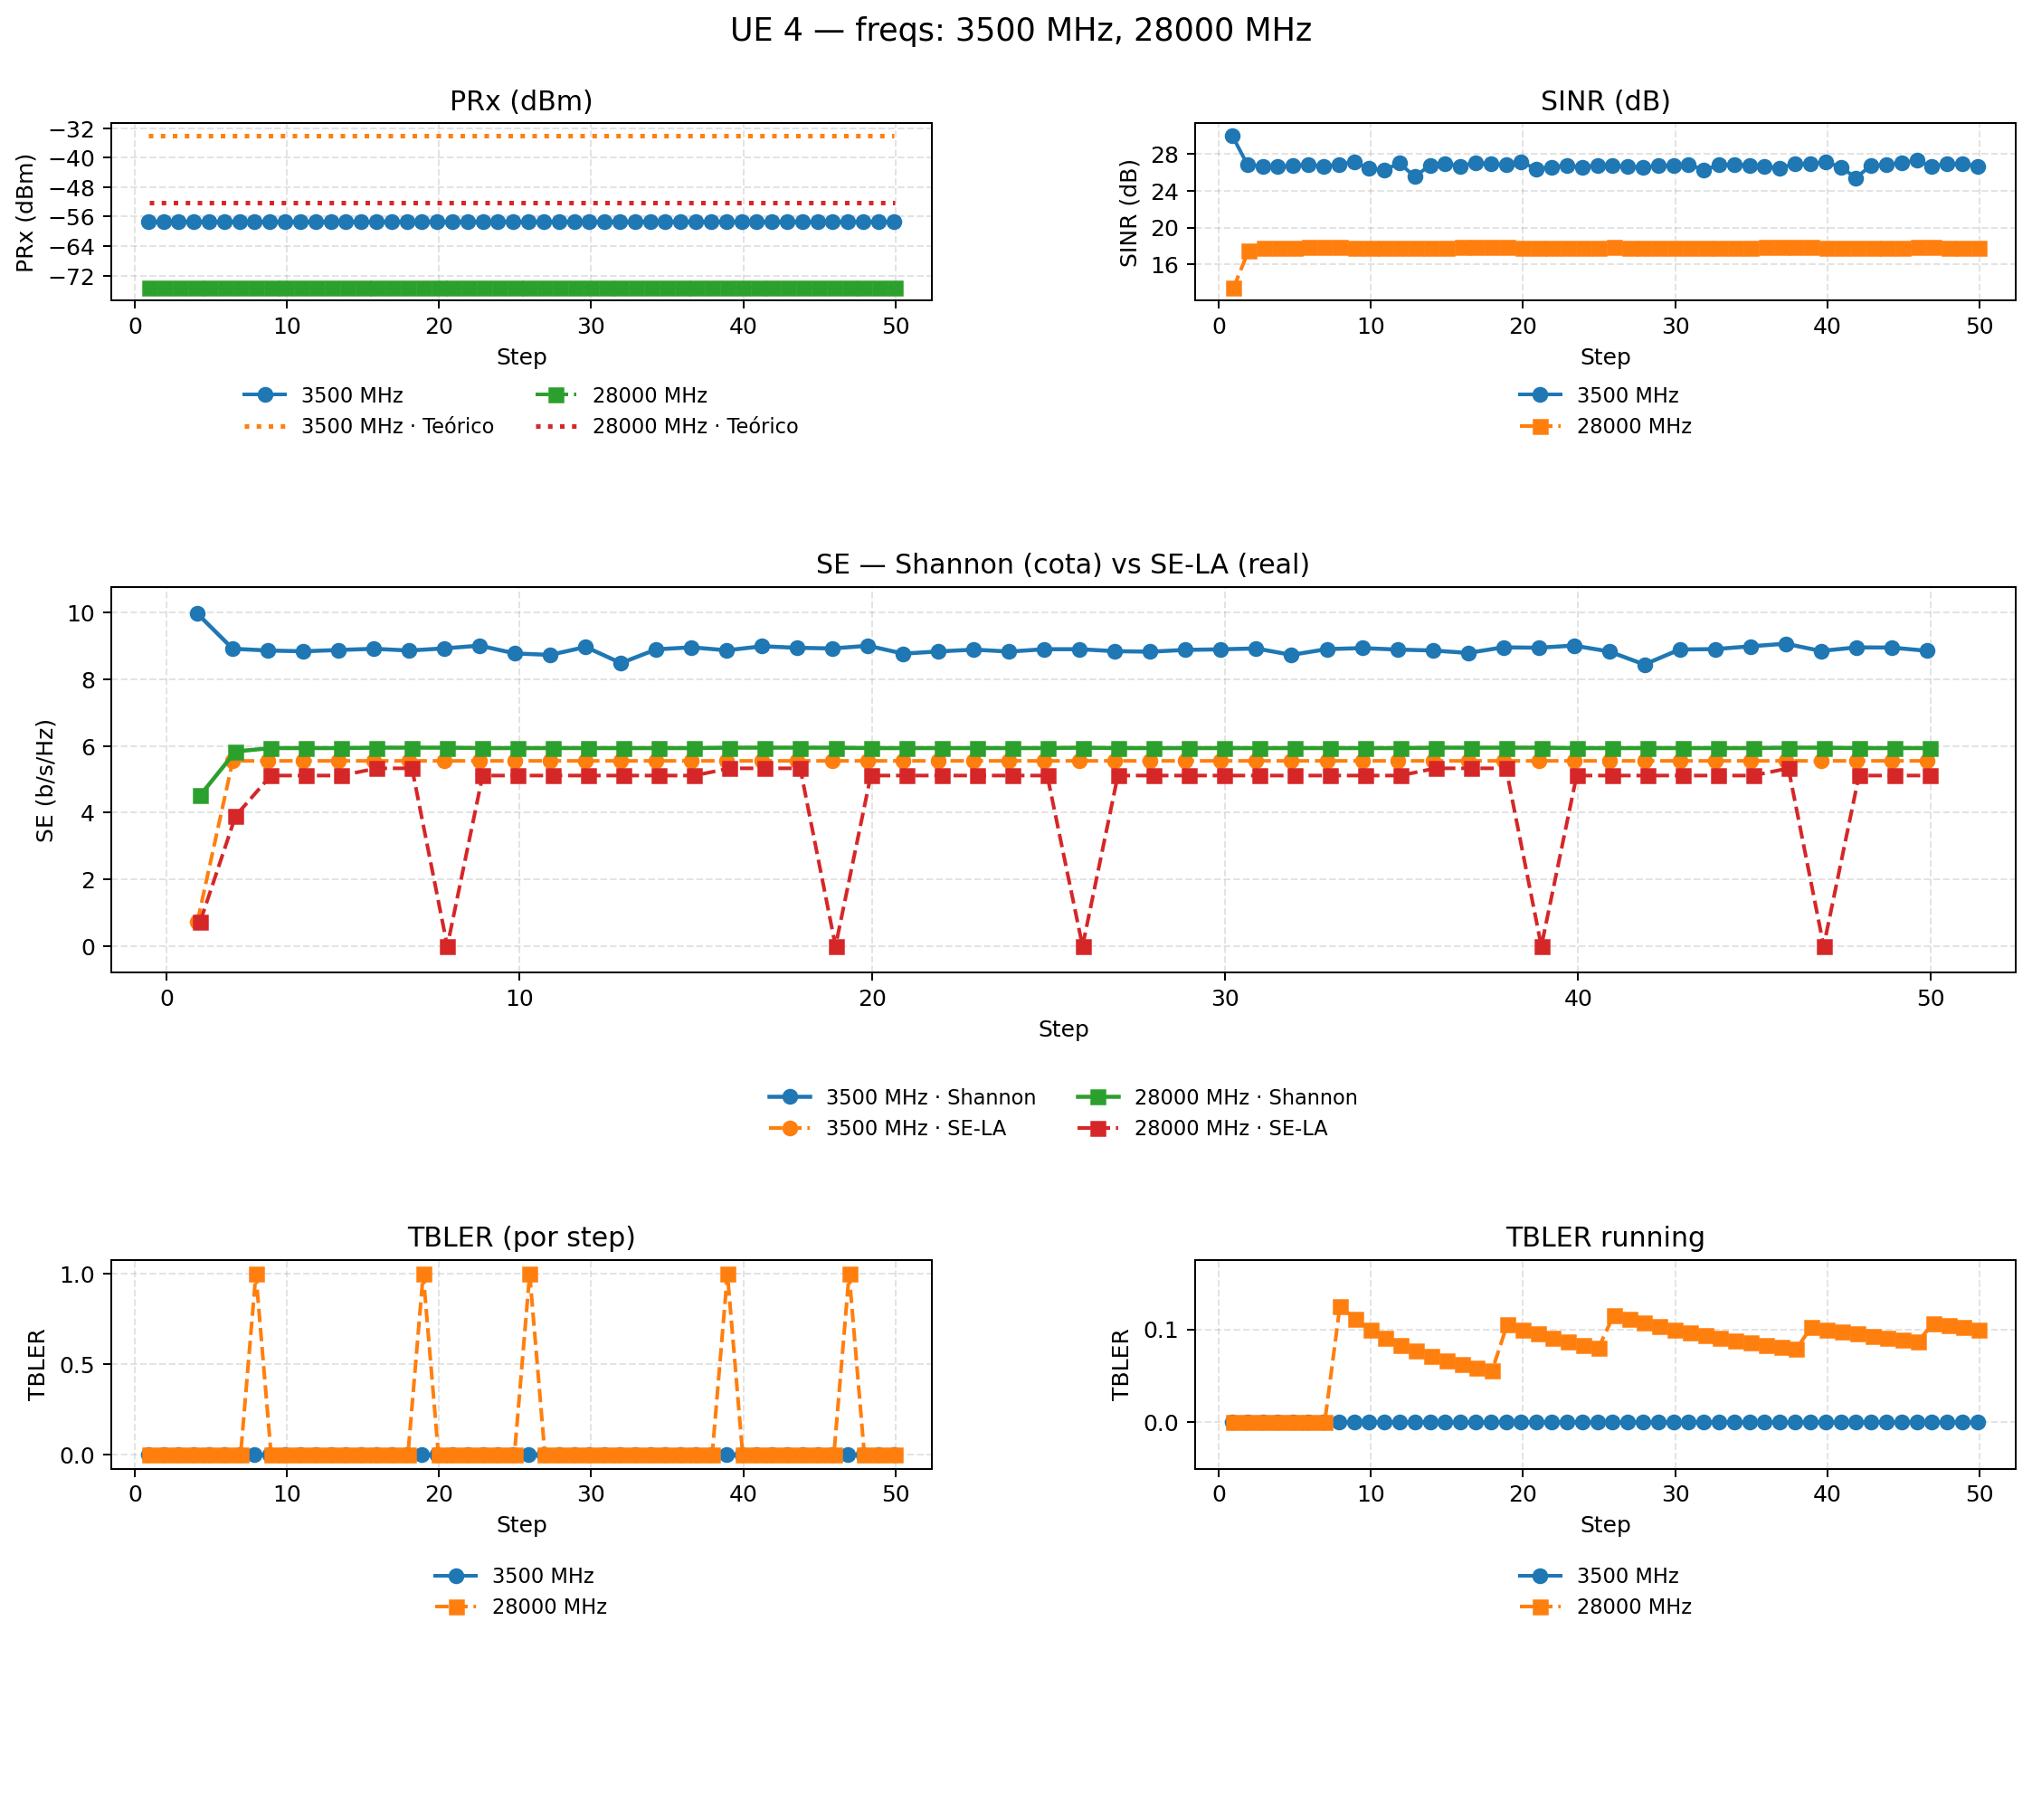 UE 4 — freqs: 3500 MHz, 28000 MHz
PRx (dBm)
PRx (dBm)
−32
−40
−48
−56
−64
−72
0 10 20 30 40 50
Step
3500 MHz
3500 MHz · Teórico
28000 MHz
28000 MHz · Teórico
SINR (dB)
SINR (dB)
28
24
20
16
0 10 20 30 40 50
Step
3500 MHz
28000 MHz
SE — Shannon (cota) vs SE-LA (real)
SE (b/s/Hz)
10
8
6
4
2
0
0 10 20 30 40 50
Step
3500 MHz · Shannon
3500 MHz · SE-LA
28000 MHz · Shannon
28000 MHz · SE-LA
TBLER (por step)
TBLER
1.0
0.5
0.0
0 10 20 30 40 50
Step
3500 MHz
28000 MHz
TBLER running
TBLER
0.1
0.0
0 10 20 30 40 50
Step
3500 MHz
28000 MHz